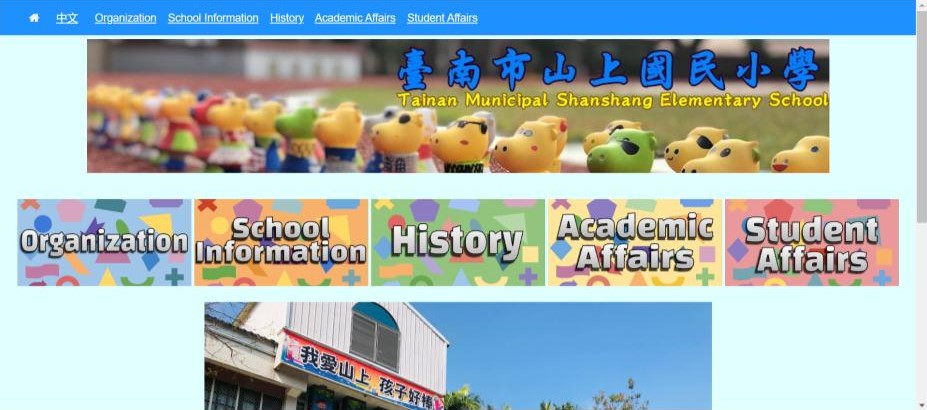 中文 Organization School Information History Academic Affairs Student Affairs
臺南市山上國民小學
Tainan Municipal Shanshang Elementary School
Organization
School
Information
History
Academic
Affairs
Student
Affairs
我愛山上 孩子好棒